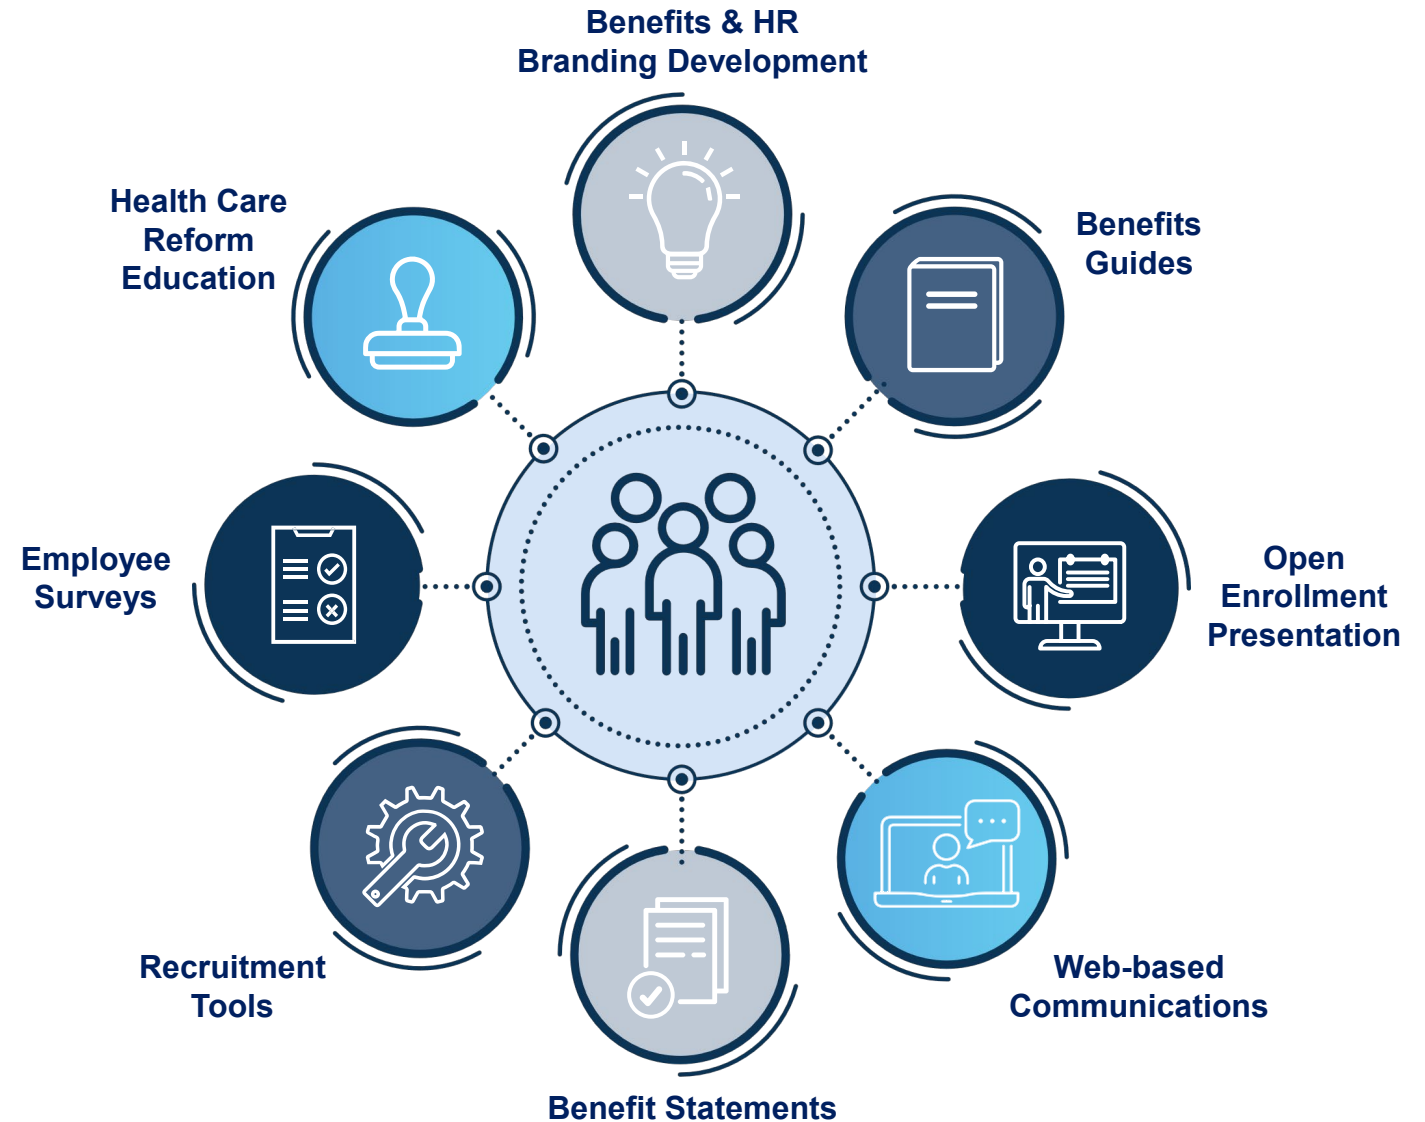 Benefits & HR
Branding Development
Health Care
Reform
Education
Benefits
Guides
Employee
Surveys
Open
Enrollment
Presentation
Recruitment
Tools
Web-based
Communications
Benefit Statements